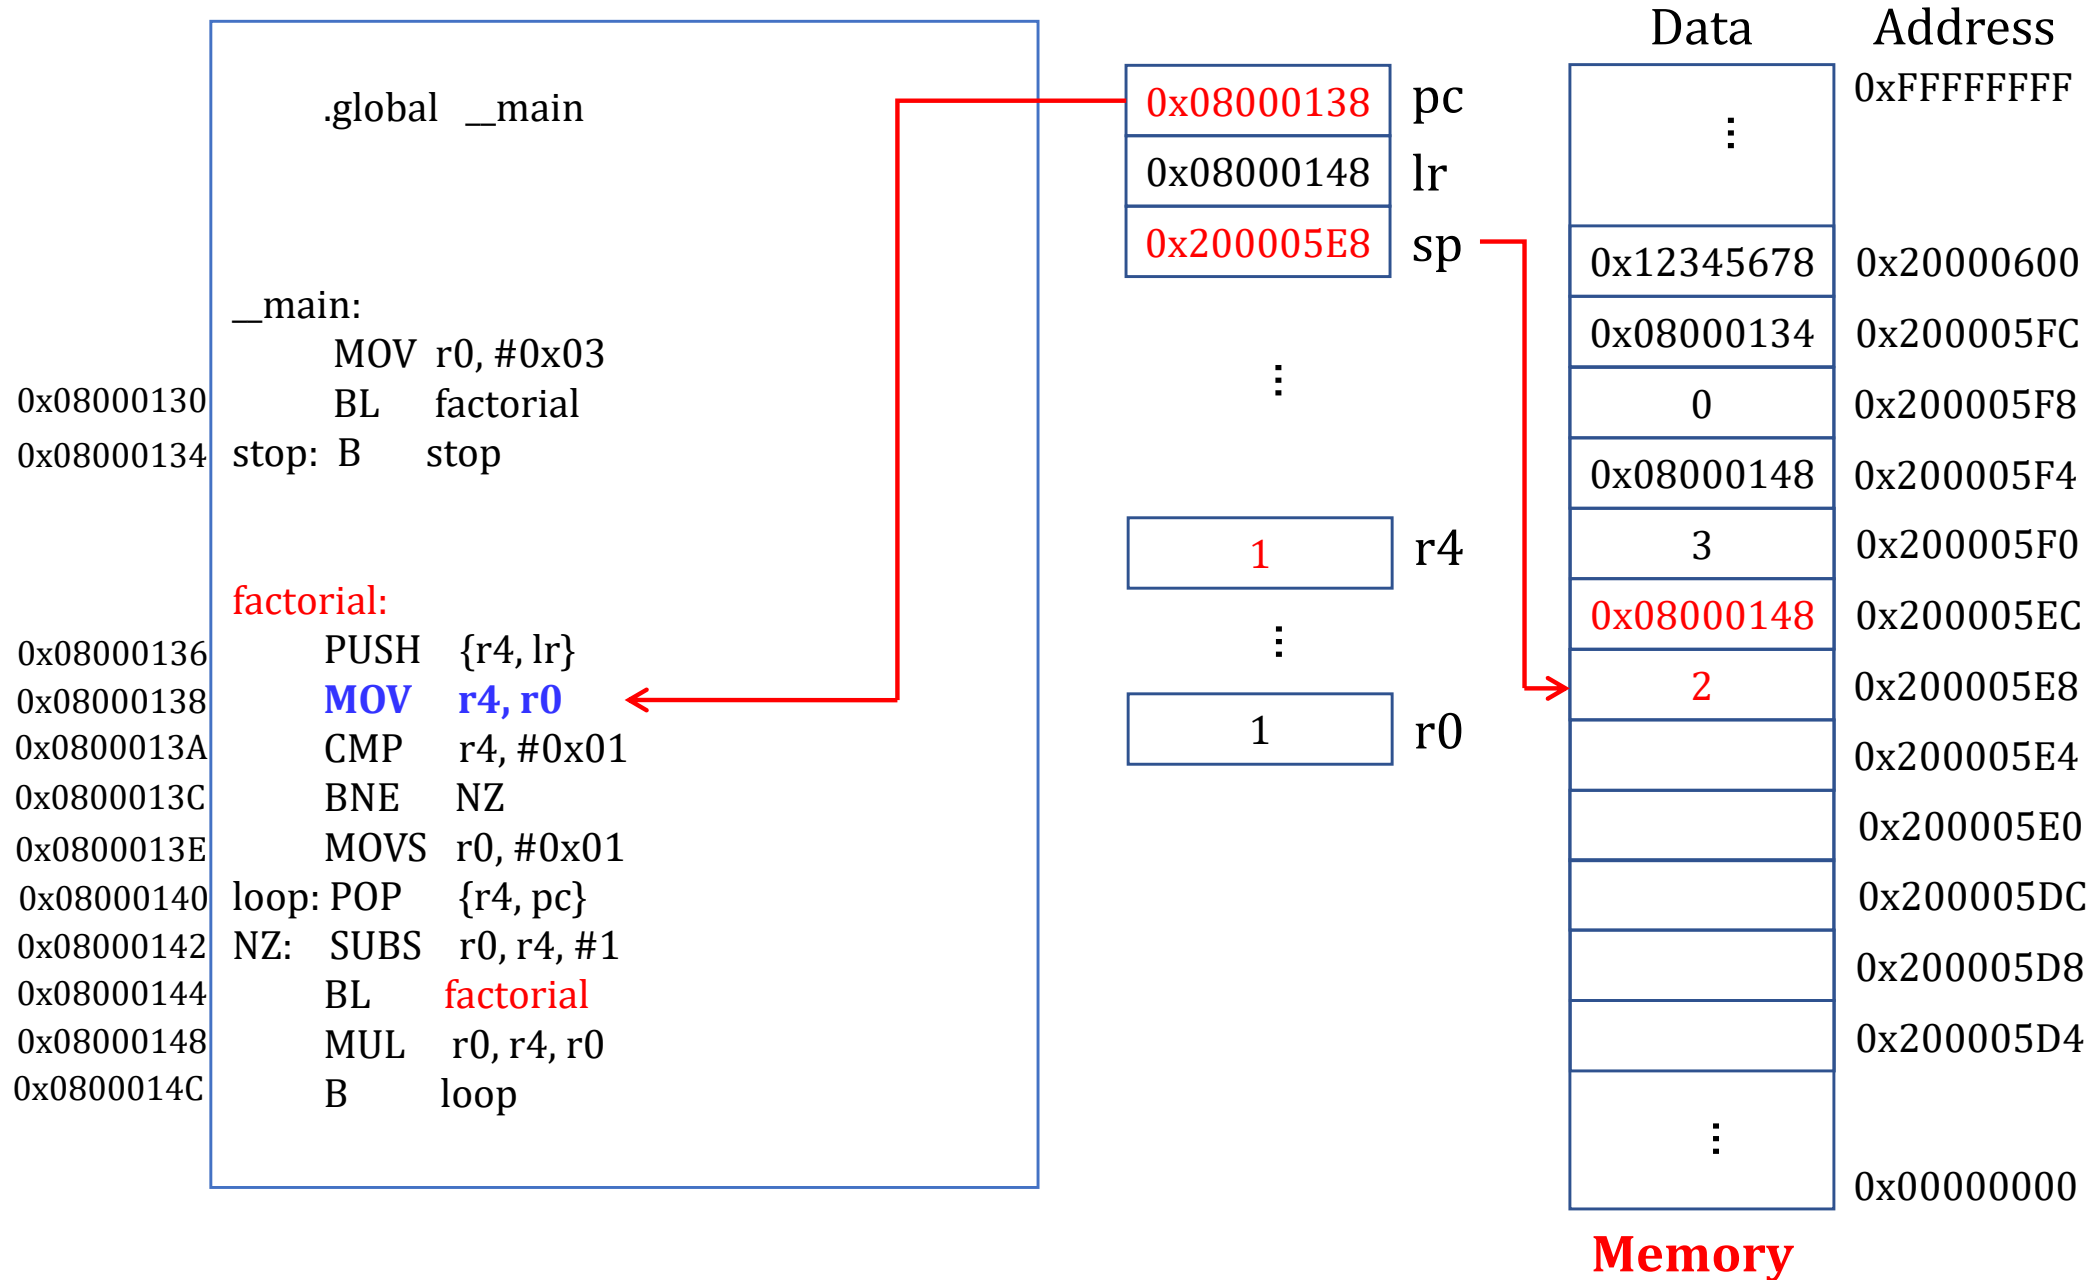 .global __main
__main:
MOV r0, #0x03
0x08000130 BL factorial
0x08000134 stop: B stop
factorial:
0x08000136 PUSH {r4, lr}
0x08000138 MOV r4, r0
0x0800013A CMP r4, #0x01
0x0800013C BNE NZ
0x0800013E MOVS r0, #0x01
0x08000140 loop: POP {r4, pc}
0x08000142 NZ: SUBS r0, r4, #1
0x08000144 BL factorial
0x08000148 MUL r0, r4, r0
0x0800014C B loop
0x08000138 pc
0x08000148 lr
0x200005E8 sp
...
1 r4
...
1 r0
Data Address
0xFFFFFFFF
...
0x12345678 0x20000600
0x08000134 0x200005FC
0 0x200005F8
0x08000148 0x200005F4
3 0x200005F0
0x08000148 0x200005EC
2 0x200005E8
0x200005E4
0x200005E0
0x200005DC
0x200005D8
0x200005D4
...
0x00000000
Memory